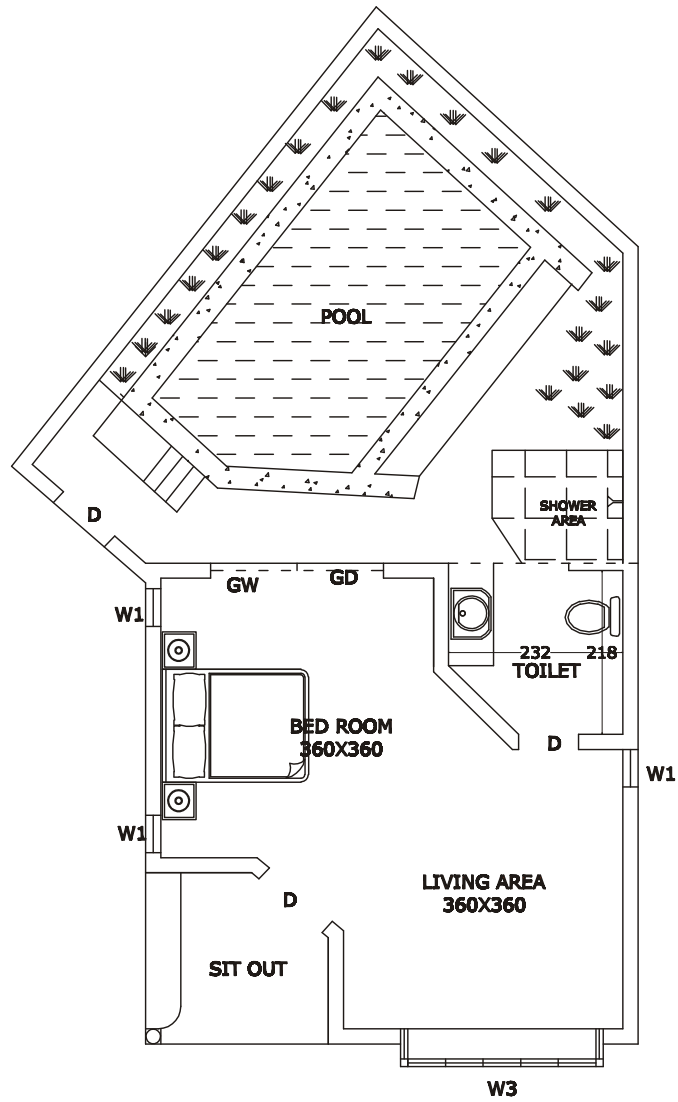 POOL
SHOWER
AREA
D
GW
GD
W1
232
218
TOILET
BED ROOM
360X360
D
W1
W1
LIVING AREA
360X360
D
SIT OUT
W3